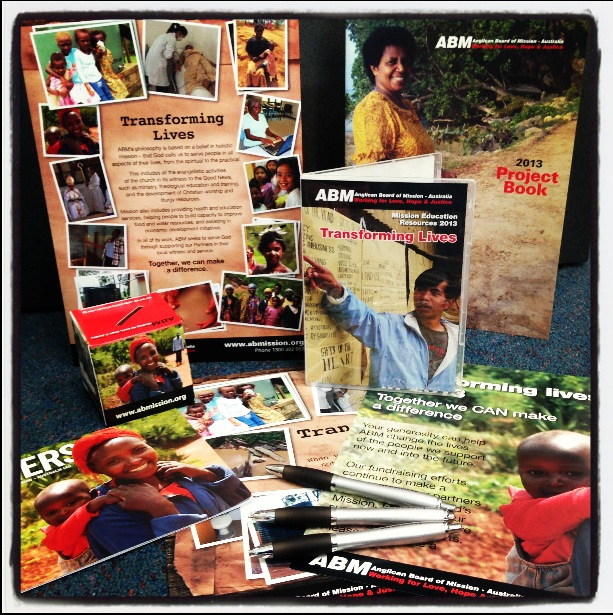 Transforming
Lives
ABM's philosophy is based on a belief in holistic
mission – that God calls us to serve people in all
aspects of their lives, from the spiritual to the practical.
This includes all the evangelistic activities
of the church in its witness to the Good News,
such as ministry, theological education and training,
and the development of Christian worship and
liturgy resources.
Mission also includes providing health and education
services, helping people to build capacity to improve
food and water resources, and assisting in
economic development initiatives.
In all of its work, ABM seeks to serve God
through supporting our Partners in their
local witness and service.
Together, we can make
a difference.
www.abmission.org
Phone 1300 302 663
ABM Anglican Board of Mission - Australia
Working for Love, Hope & Justice
2013
Project
Book
ABM Anglican Board of Mission - Australia
Working for Love, Hope & Justice
Mission Education
Resources 2013
Transforming Lives
HEART
www.abmission.org
ERS
Tran
forming lives
Together we CAN make
a difference
Your generosity can help
ABM change the lives
of the people we support
now and into the future.
Our fundraising efforts
continue to make a
partners
ABM Anglican Board of Mission - Australia
Working for Love, Hope &
Board of Mission - Aus
for Love, Hope & Jus